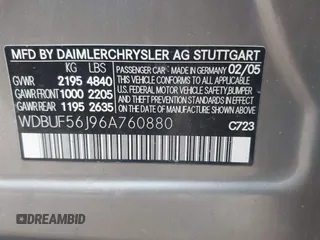 MFD BY DAIMLERCHRYSLER AG STUTTGART
KG LBS MADE IN GERMANY 02/05
GVWR 2195 4840
GAWR FRONT 1000 2205
GAWR REAR 1195 2635
THIS VEHICLE CONFORMS TO ALL APPLICABLE
U.S. FEDERAL MOTOR VEHICLE SAFETY, BUMPER
AND THEFT PREVENTION STANDARDS
IN EFFECT ON THE DATE OF
MANUFACTURE SHOWN ABOVE.
WDBUF56J96A760880
C723
DREAMBID